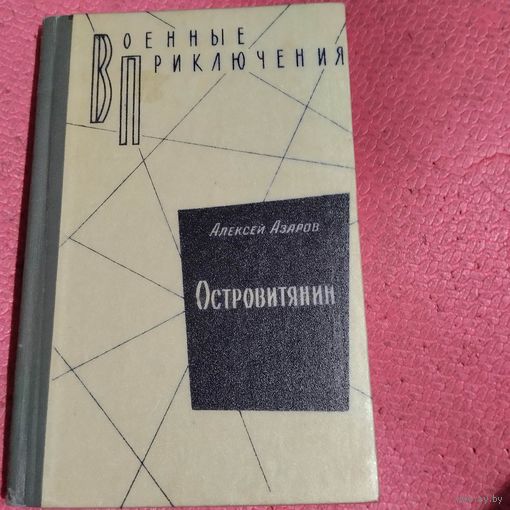 Военные
Приключения
Алексей Азаров
Островитянин